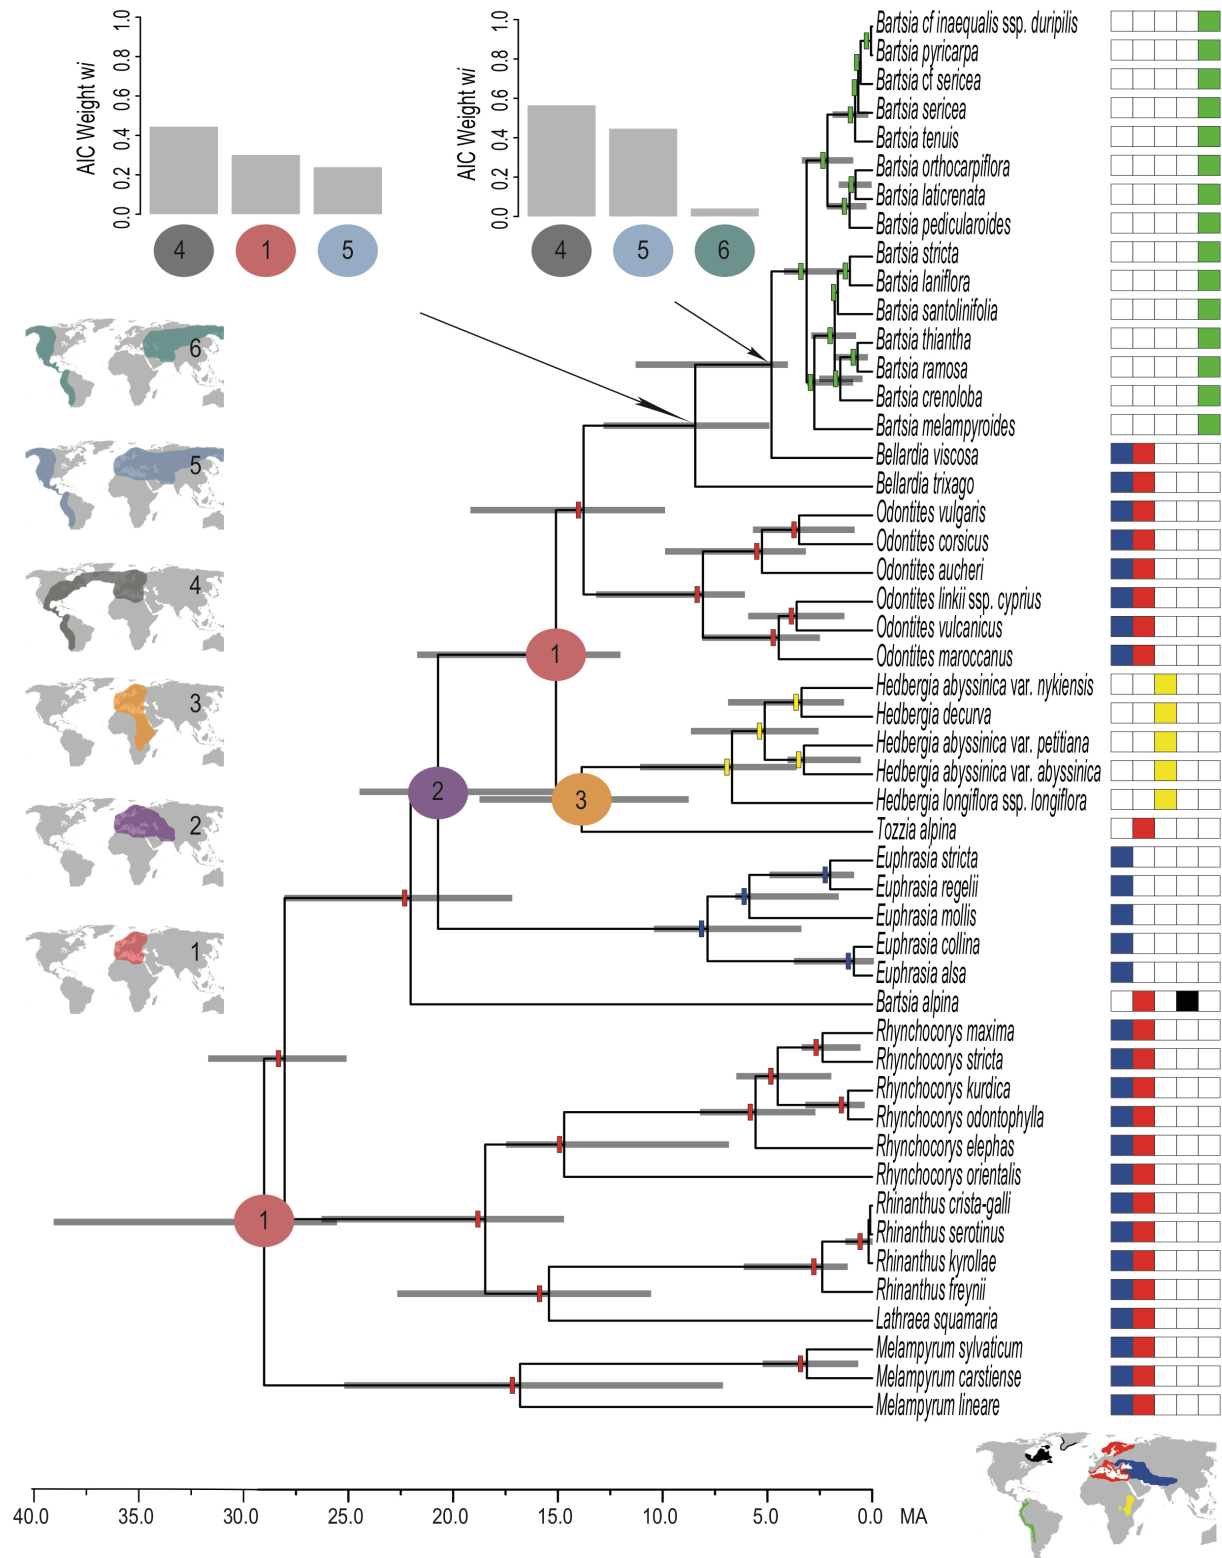 AIC Weight wi
0.0 0.2 0.4 0.6 0.8 1.0
4 1 5
AIC Weight wi
0.0 0.2 0.4 0.6 0.8 1.0
4 5 6
6
5
4
3
2
1
1
2
3
1
Bartsia cf inaequalis ssp. duripilis
Bartsia pyricarpa
Bartsia cf sericea
Bartsia sericea
Bartsia tenuis
Bartsia orthocarpiflora
Bartsia laticrenata
Bartsia pedicularoides
Bartsia stricta
Bartsia laniflora
Bartsia santolinifolia
Bartsia thiantha
Bartsia ramosa
Bartsia crenoloba
Bartsia melampyroides
Bellardia viscosa
Bellardia trixago
Odontites vulgaris
Odontites corsicus
Odontites aucheri
Odontites linkii ssp. cyprius
Odontites vulcanicus
Odontites maroccanus
Hedbergia abyssinica var. nykiensis
Hedbergia decurva
Hedbergia abyssinica var. petitiana
Hedbergia abyssinica var. abyssinica
Hedbergia longiflora ssp. longiflora
Tozzia alpina
Euphrasia stricta
Euphrasia regelii
Euphrasia mollis
Euphrasia collina
Euphrasia alsa
Bartsia alpina
Rhynchocorys maxima
Rhynchocorys stricta
Rhynchocorys kurdica
Rhynchocorys odontophylla
Rhynchocorys elephas
Rhynchocorys orientalis
Rhinanthus crista-galli
Rhinanthus serotinus
Rhinanthus kyrollae
Rhinanthus freynii
Lathraea squamaria
Melampyrum sylvaticum
Melampyrum carstiense
Melampyrum lineare
40.0 35.0 30.0 25.0 20.0 15.0 10.0 5.0 0.0 MA